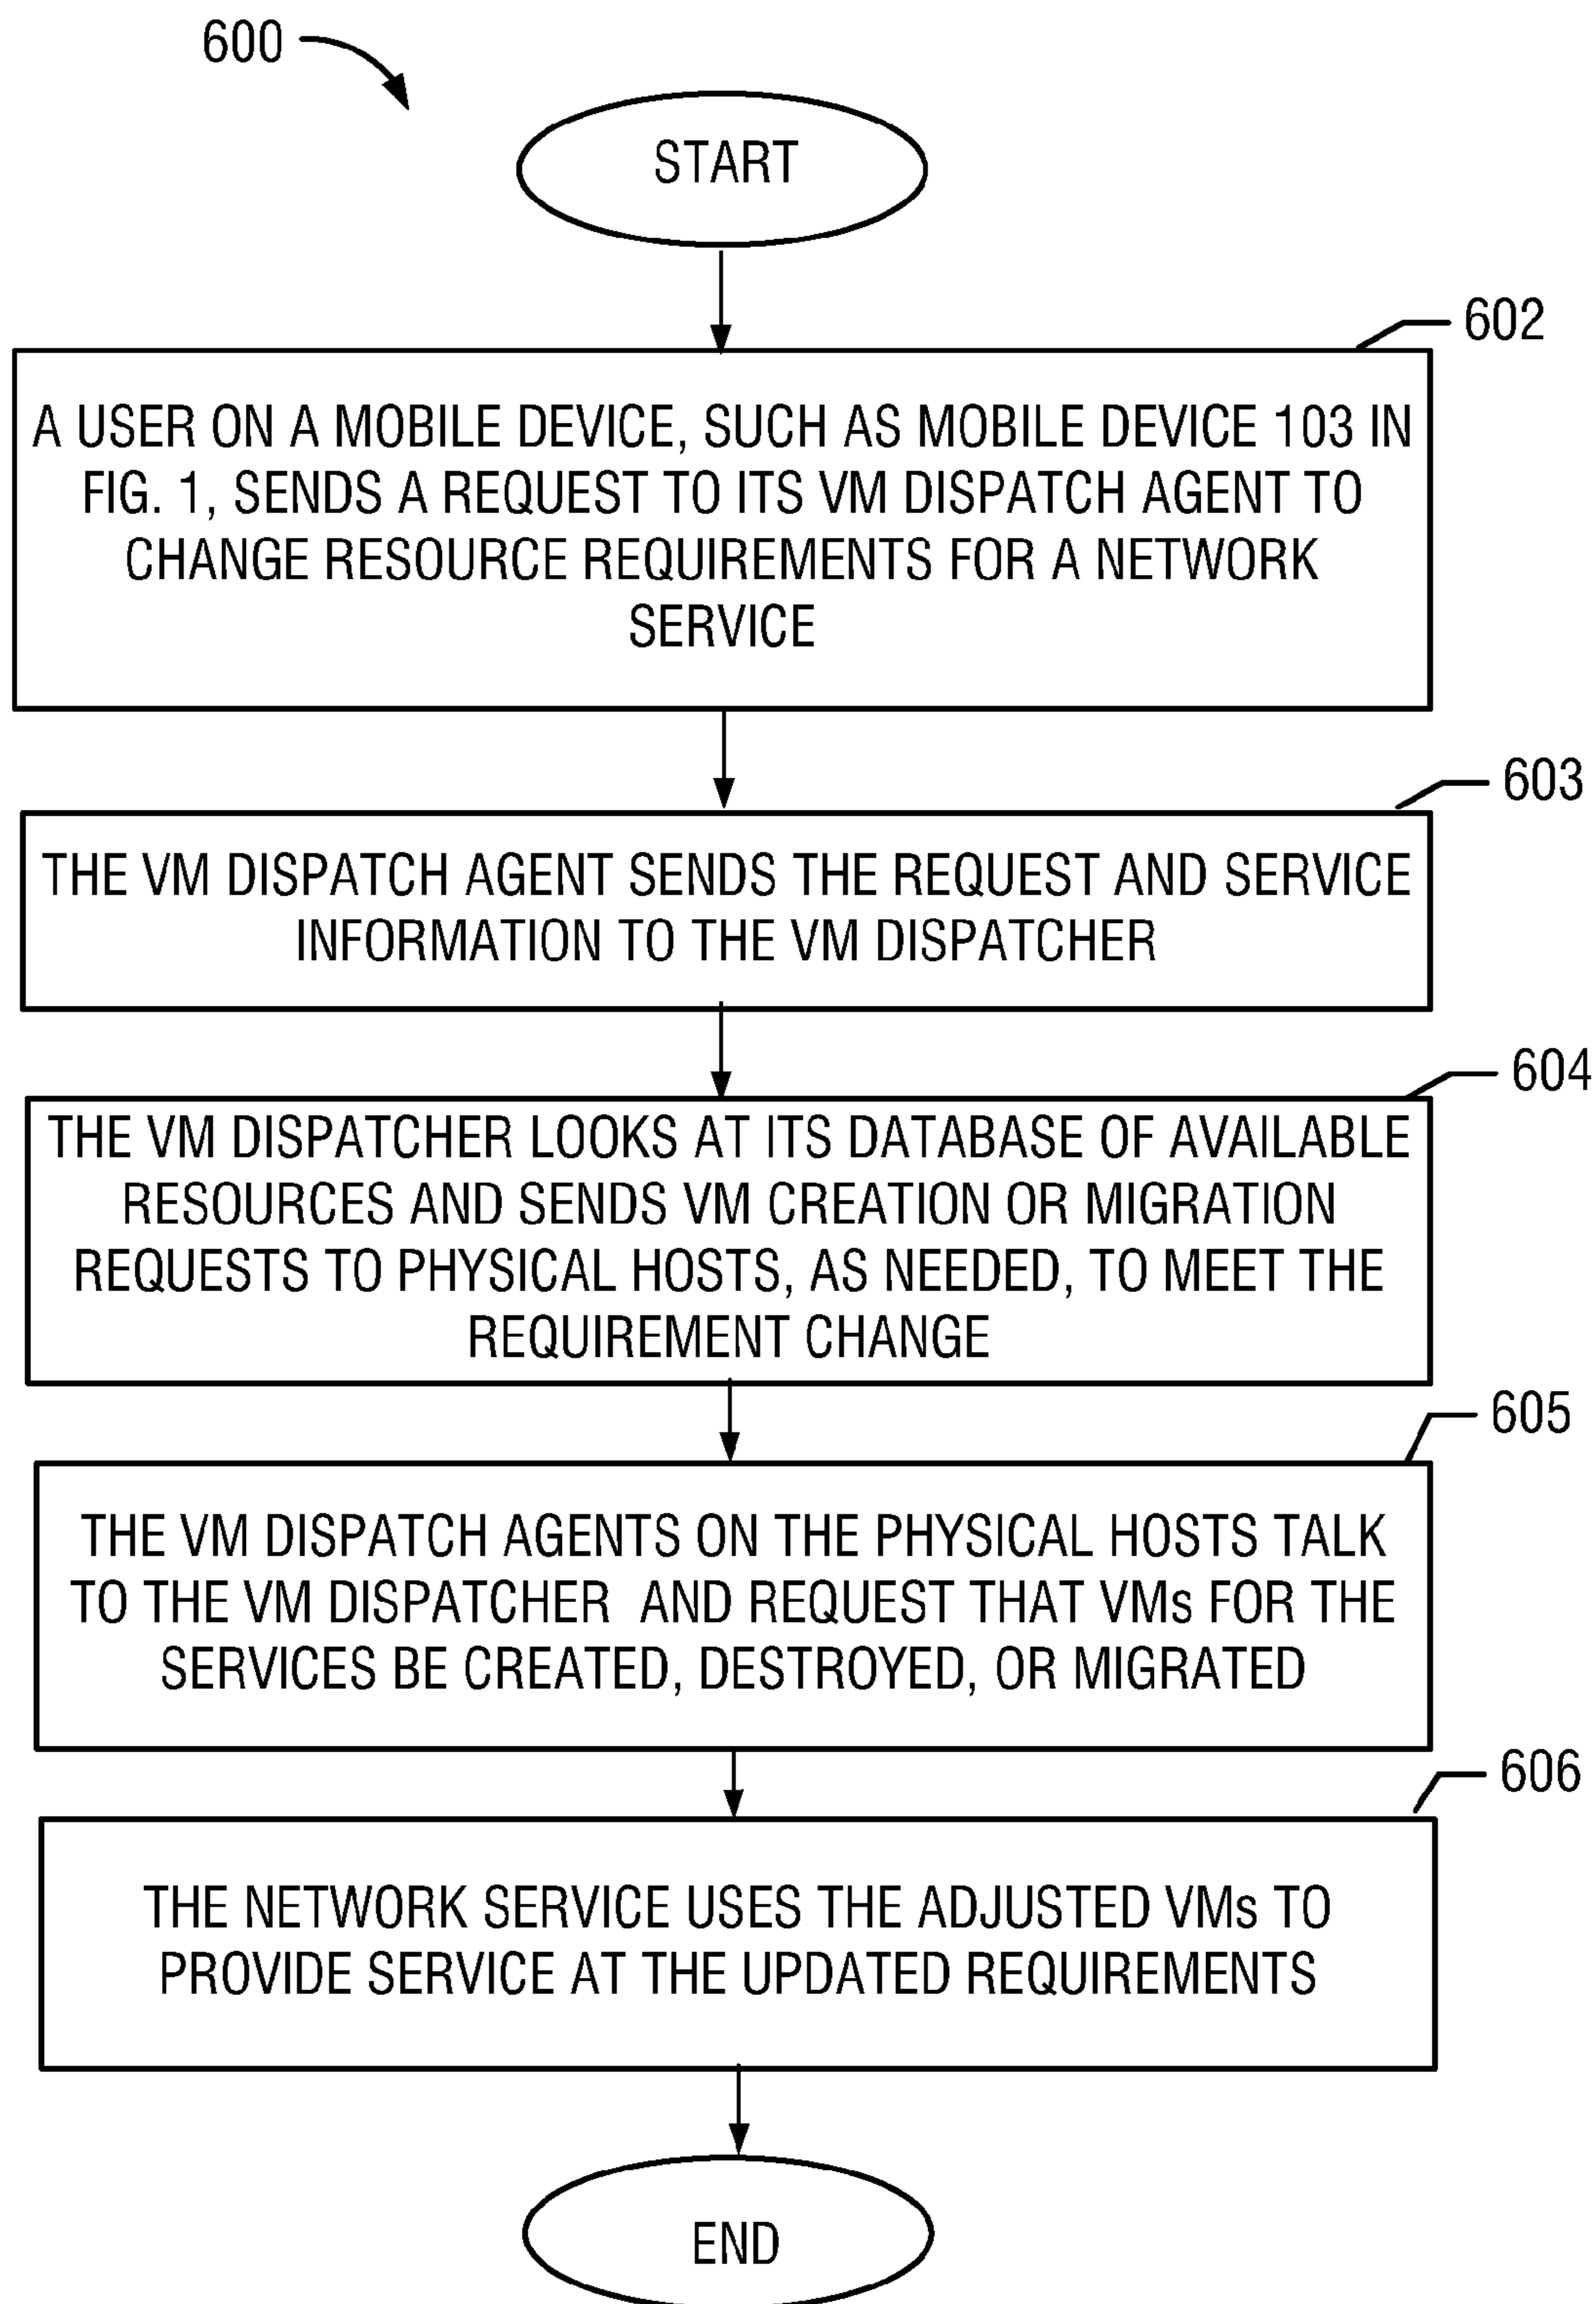 600
START
602
A USER ON A MOBILE DEVICE, SUCH AS MOBILE DEVICE 103 IN
FIG. 1, SENDS A REQUEST TO ITS VM DISPATCH AGENT TO
CHANGE RESOURCE REQUIREMENTS FOR A NETWORK
SERVICE
603
THE VM DISPATCH AGENT SENDS THE REQUEST AND SERVICE
INFORMATION TO THE VM DISPATCHER
604
THE VM DISPATCHER LOOKS AT ITS DATABASE OF AVAILABLE
RESOURCES AND SENDS VM CREATION OR MIGRATION
REQUESTS TO PHYSICAL HOSTS, AS NEEDED, TO MEET THE
REQUIREMENT CHANGE
605
THE VM DISPATCH AGENTS ON THE PHYSICAL HOSTS TALK
TO THE VM DISPATCHER AND REQUEST THAT VMs FOR THE
SERVICES BE CREATED, DESTROYED, OR MIGRATED
606
THE NETWORK SERVICE USES THE ADJUSTED VMs TO
PROVIDE SERVICE AT THE UPDATED REQUIREMENTS
END